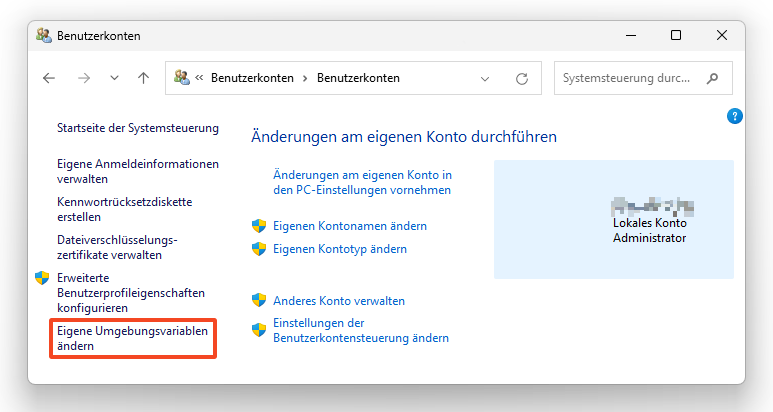 Benutzerkonten
« Benutzerkonten > Benutzerkonten
Systemsteuerung durc...
Startseite der Systemsteuerung
Eigene Anmeldeinformationen
verwalten
Kennwortrücksetzdiskette
erstellen
Dateiverschlüsselungs-
zertifikate verwalten
Erweiterte
Benutzerprofileigenschaften
konfigurieren
Eigene Umgebungsvariablen
ändern
Änderungen am eigenen Konto durchführen
Änderungen am eigenen Konto in
den PC-Einstellungen vornehmen
Eigenen Kontonamen ändern
Eigenen Kontotyp ändern
Anderes Konto verwalten
Einstellungen der
Benutzerkontensteuerung ändern
Lokales Konto
Administrator